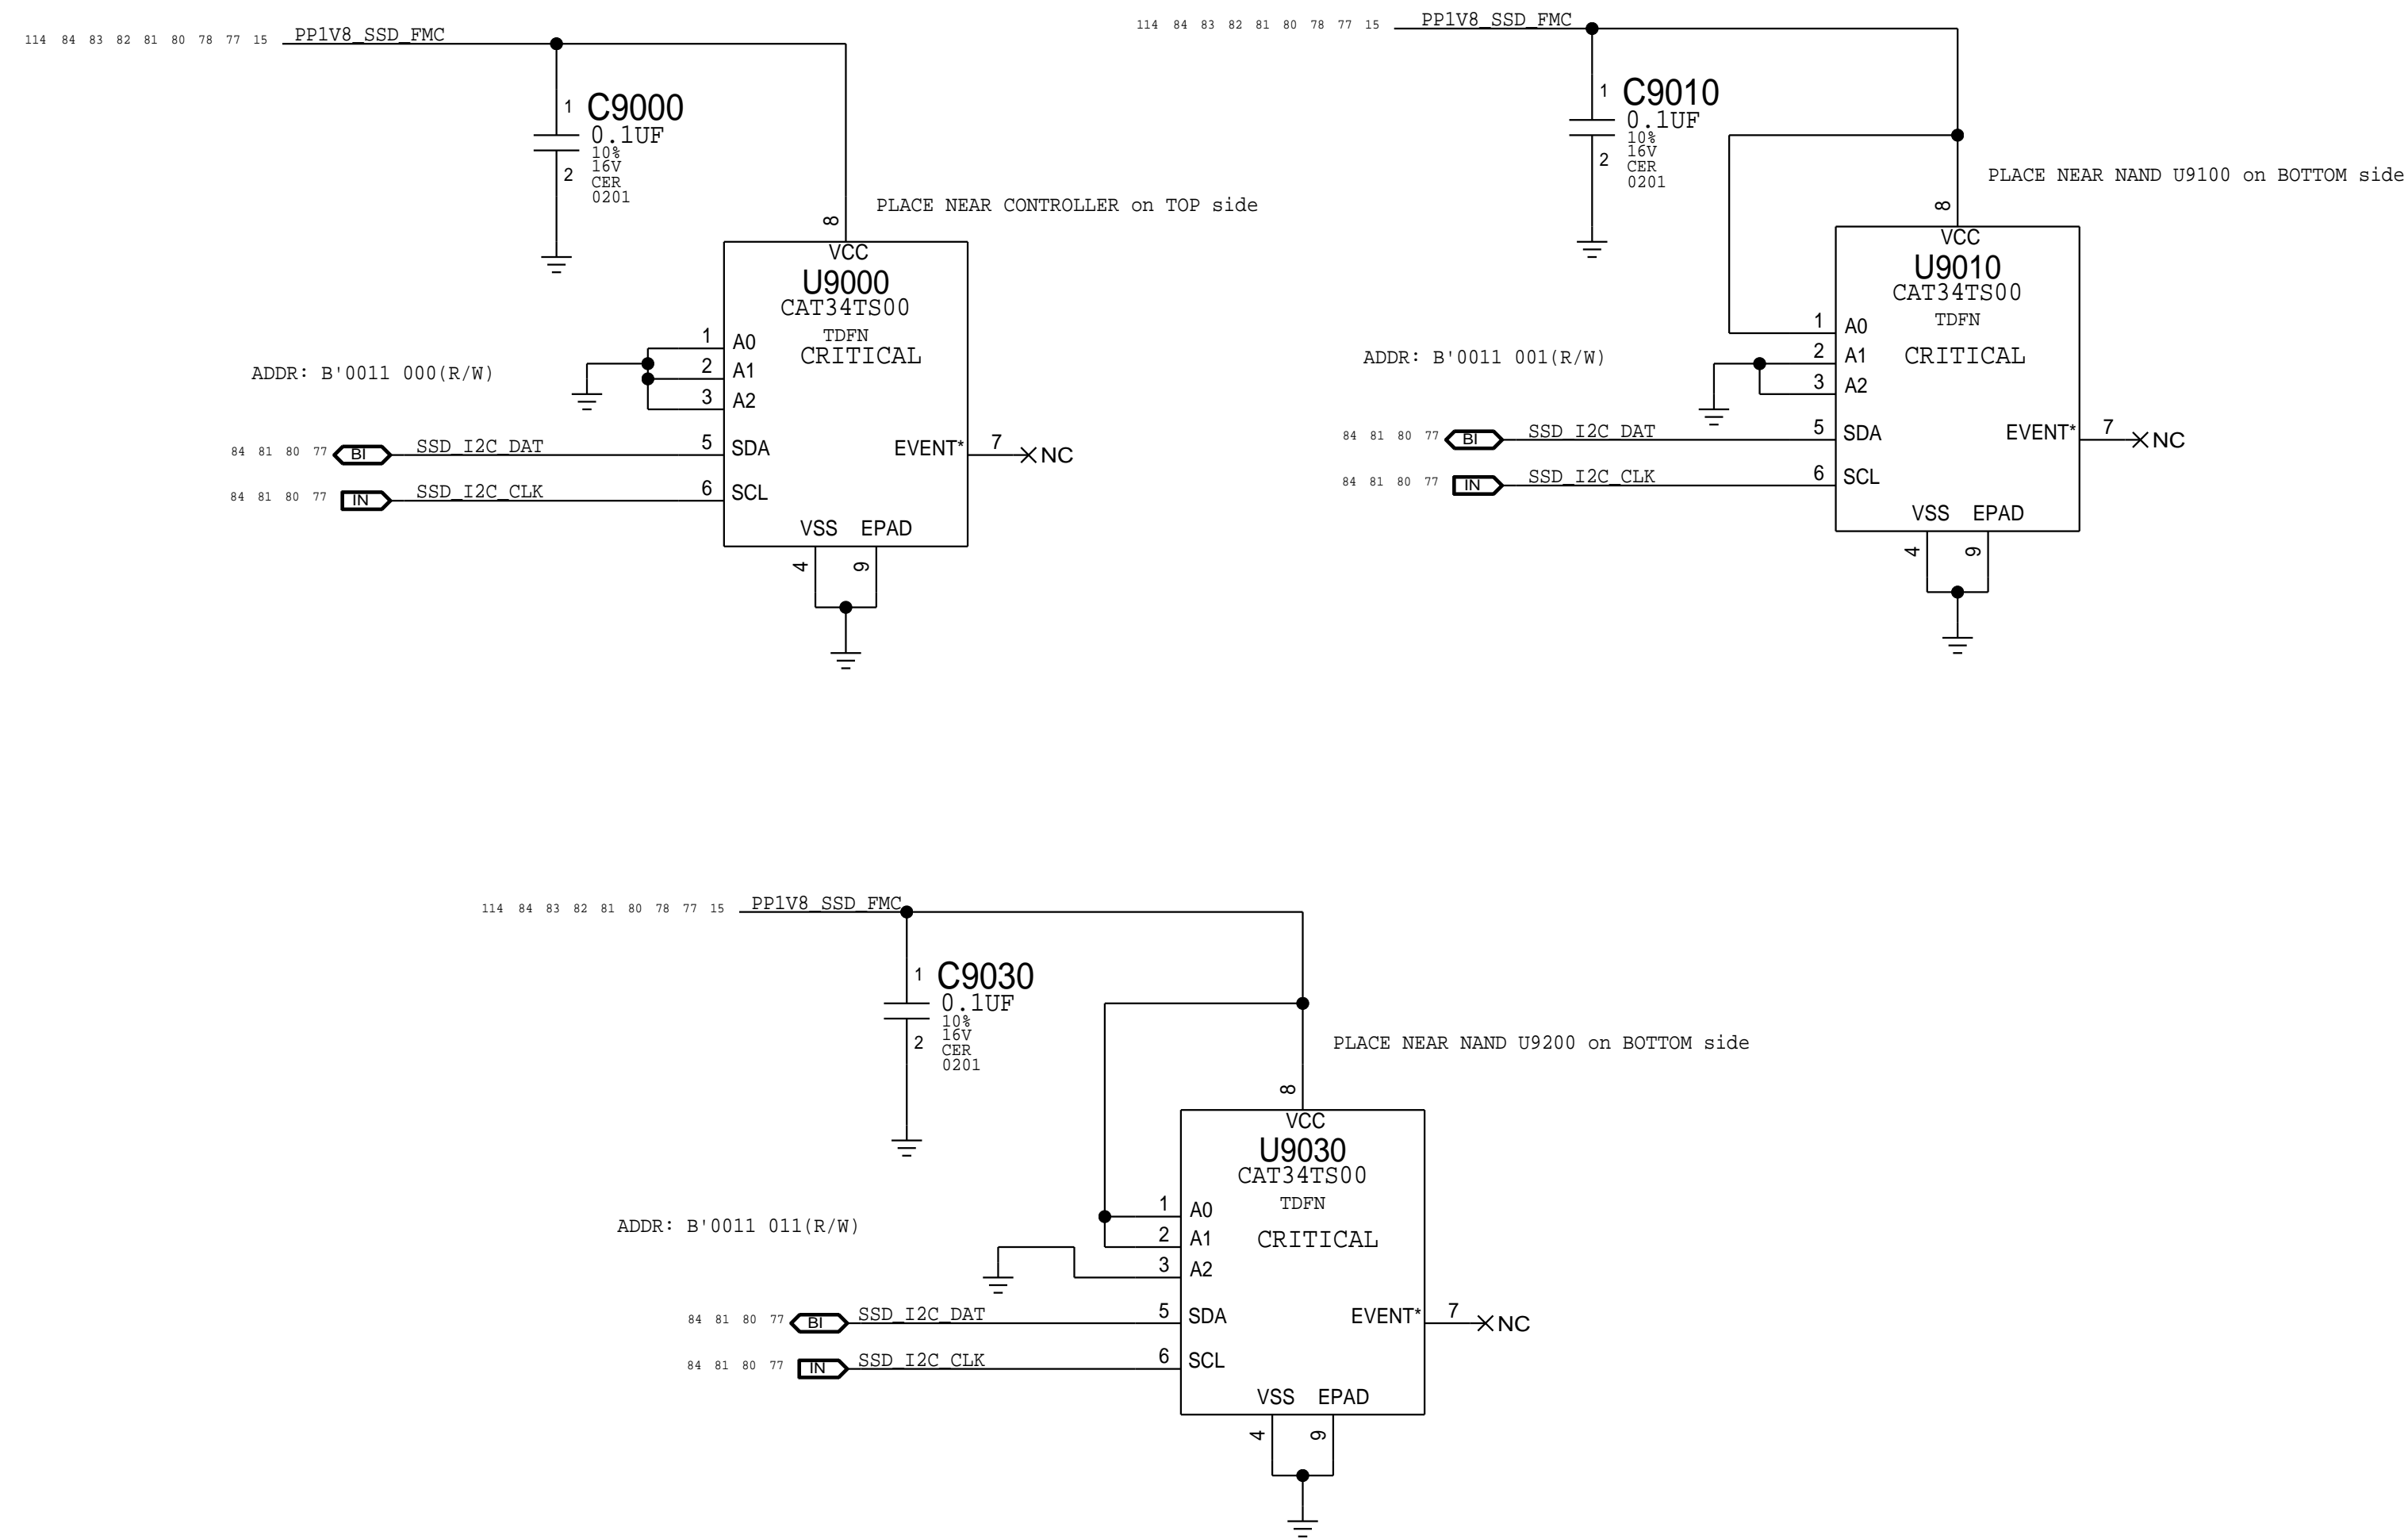 114 84 83 82 81 80 78 77 15 PP1V8_SSD_FMC
1 C9000
0.1UF
10%
16V
2 CER
0201
PLACE NEAR CONTROLLER on TOP side
8
VCC
U9000
CAT34TS00
TDFN
CRITICAL
1 A0
2 A1
3 A2
ADDR: B'0011 000(R/W)
84 81 80 77 BI SSD_I2C_DAT 5 SDA EVENT* 7 NC
84 81 80 77 IN SSD_I2C_CLK 6 SCL
VSS EPAD
4 9
114 84 83 82 81 80 78 77 15 PP1V8_SSD_FMC
1 C9010
0.1UF
10%
16V
2 CER
0201
PLACE NEAR NAND U9100 on BOTTOM side
8
VCC
U9010
CAT34TS00
TDFN
1 A0
2 A1 CRITICAL
3 A2
ADDR: B'0011 001(R/W)
84 81 80 77 BI SSD_I2C_DAT 5 SDA EVENT* 7 NC
84 81 80 77 IN SSD_I2C_CLK 6 SCL
VSS EPAD
4 9
114 84 83 82 81 80 78 77 15 PP1V8_SSD_FMC
1 C9030
0.1UF
10%
16V
2 CER
0201
PLACE NEAR NAND U9200 on BOTTOM side
8
VCC
U9030
CAT34TS00
TDFN
1 A0
2 A1 CRITICAL
3 A2
ADDR: B'0011 011(R/W)
84 81 80 77 BI SSD_I2C_DAT 5 SDA EVENT* 7 NC
84 81 80 77 IN SSD_I2C_CLK 6 SCL
VSS EPAD
4 9